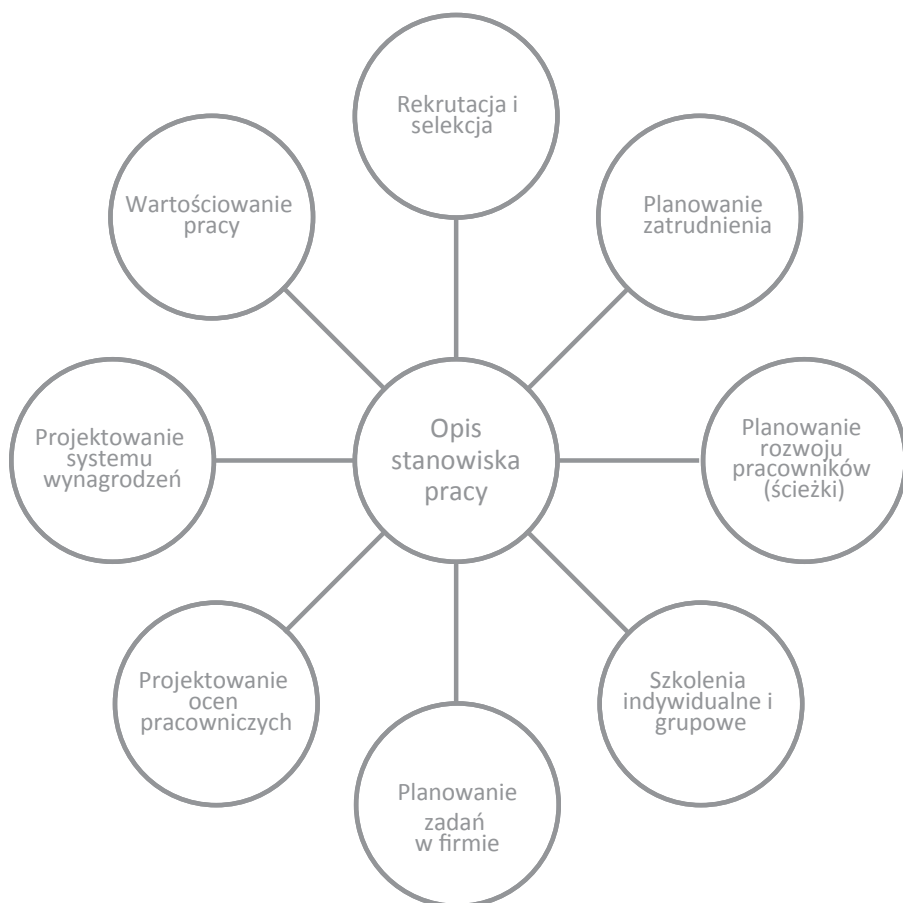 Rekrutacja i
selekcja
Wartościowanie
pracy
Planowanie
zatrudnienia
Projektowanie
systemu
wynagrodzeń
Opis
stanowiska
pracy
Planowanie
rozwoju
pracowników
(ścieżki)
Projektowanie
ocen
pracowniczych
Szkolenia
indywidualne i
grupowe
Planowanie
zadań
w firmie